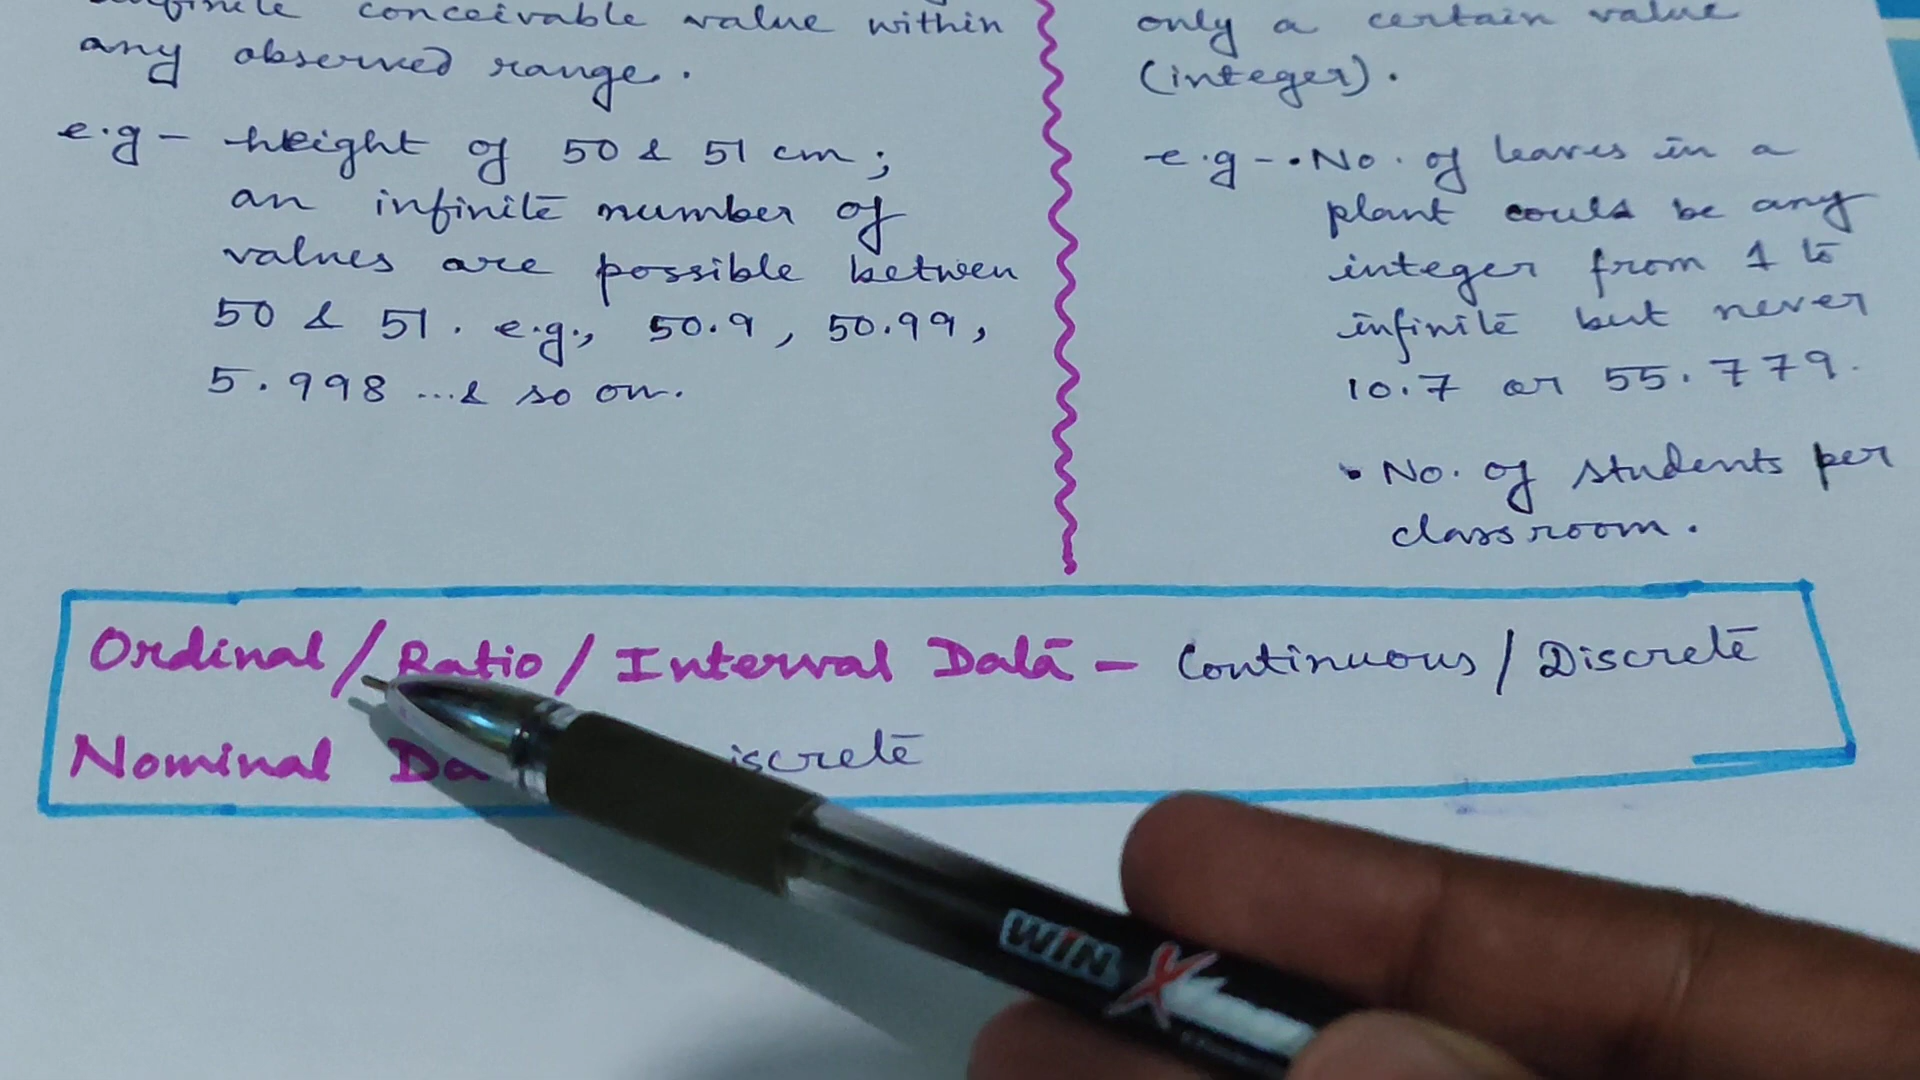 conceivable value within
any observed range.
e.g - height of 50 & 51 cm;
an infinite number of
values are possible betwen
50 & 51. e.g., 50.9, 50.99,
5.998 ...& so on.
only a certain value
(integer).
e.g - • No. of leaves in a
plant could be any
integer from 1 to
infinite but never
10.7 or 55.779.
• No. of students per
classroom.
Ordinal / Ratio / Interval Data - Continuous / Discrete
Nominal Da iscrete
WIN X